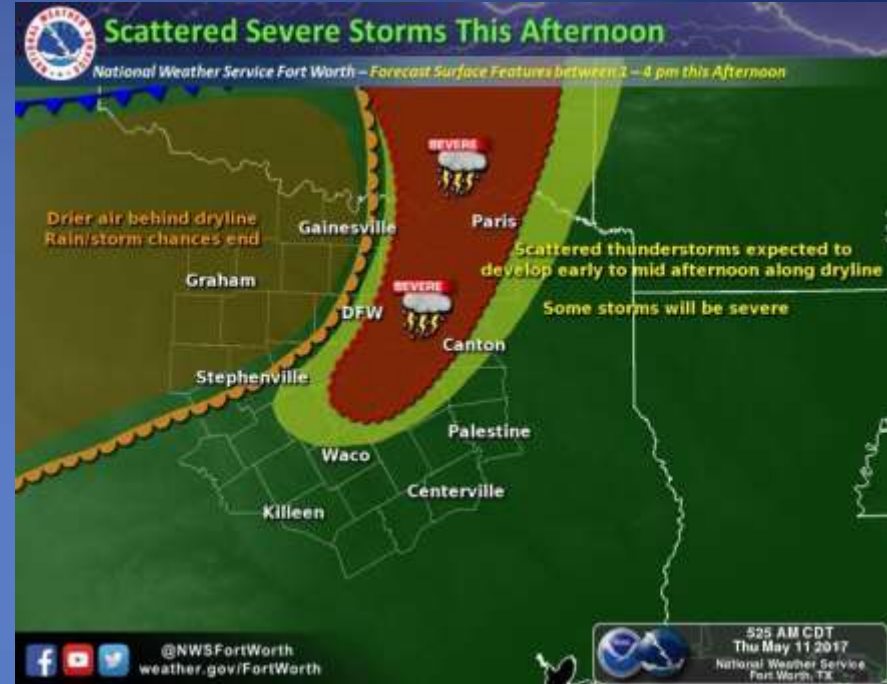 Scattered Severe Storms This Afternoon
National Weather Service Fort Worth – Forecast Surface Features between – 4 pm this Afternoon
SEVERE
Drier air behind dryline
Rain/storm chances end
Gainesville
Paris
Scattered thunderstorms expected to
develop early to mid afternoon along dryline
Graham
SEVERE
DFW
Some storms will be severe
Canton
Stephenville
Palestine
Waco
Centerville
Killeen
@NWSFortWorth
weather.gov/FortWorth
525 AM CDT
Thu May 11 2017
National Weather Service
Fort Worth, TX